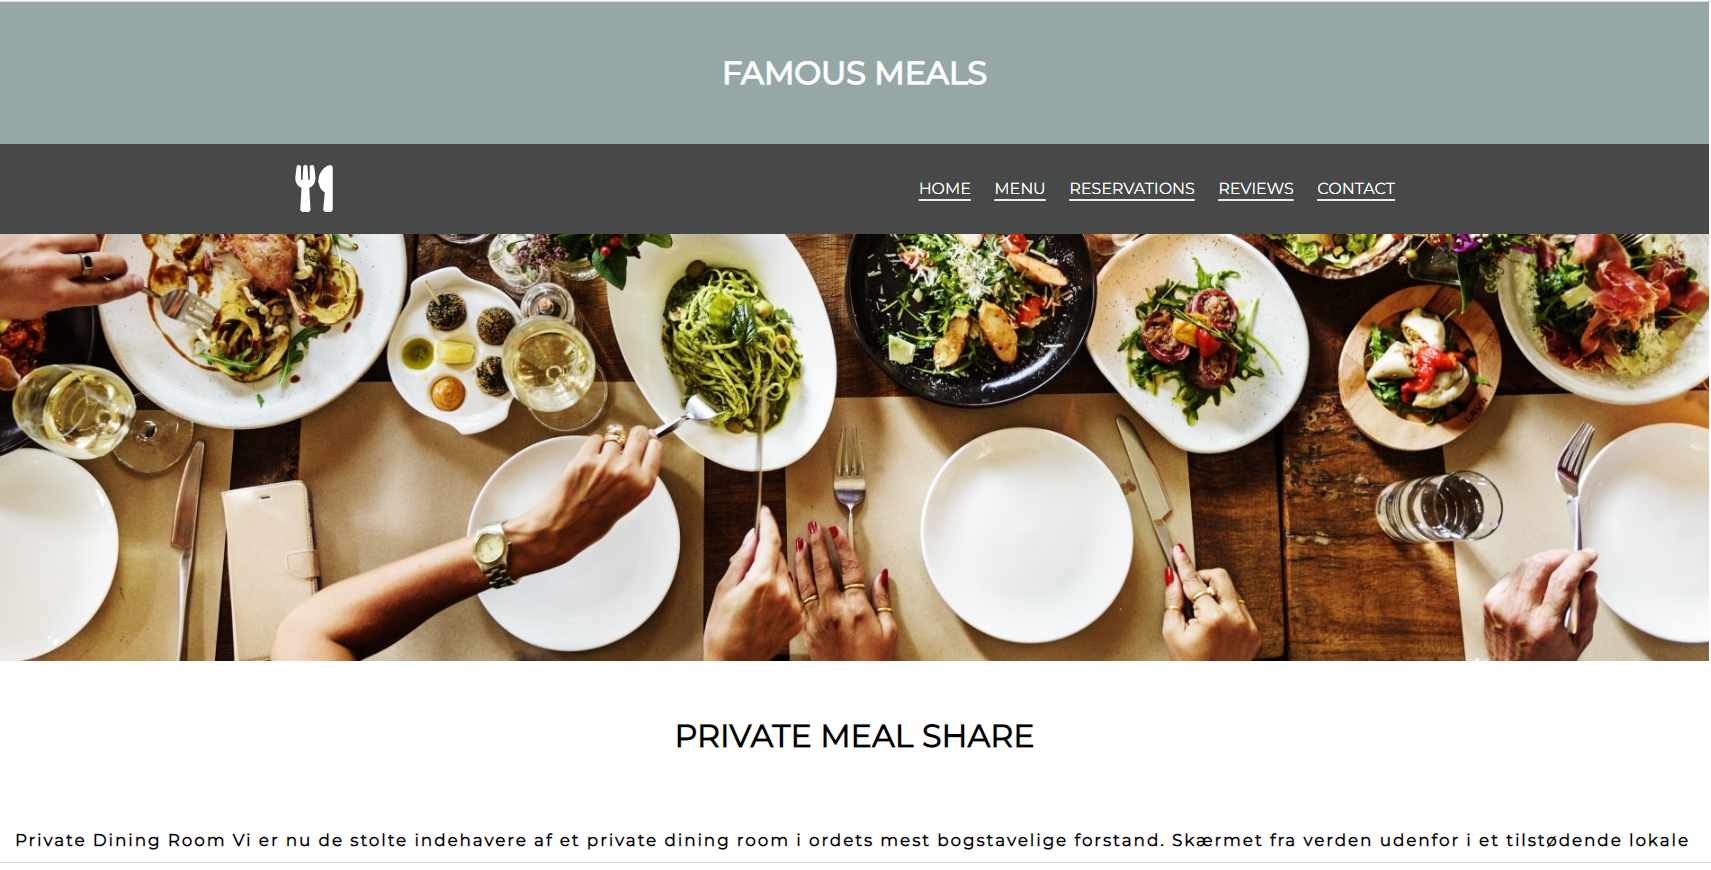 FAMOUS MEALS
HOME MENU RESERVATIONS REVIEWS CONTACT
PRIVATE MEAL SHARE
Private Dining Room Vi er nu de stolte indehavere af et private dining room i ordets mest bogstavelige forstand. Skærmet fra verden udenfor i et tilstødende lokale